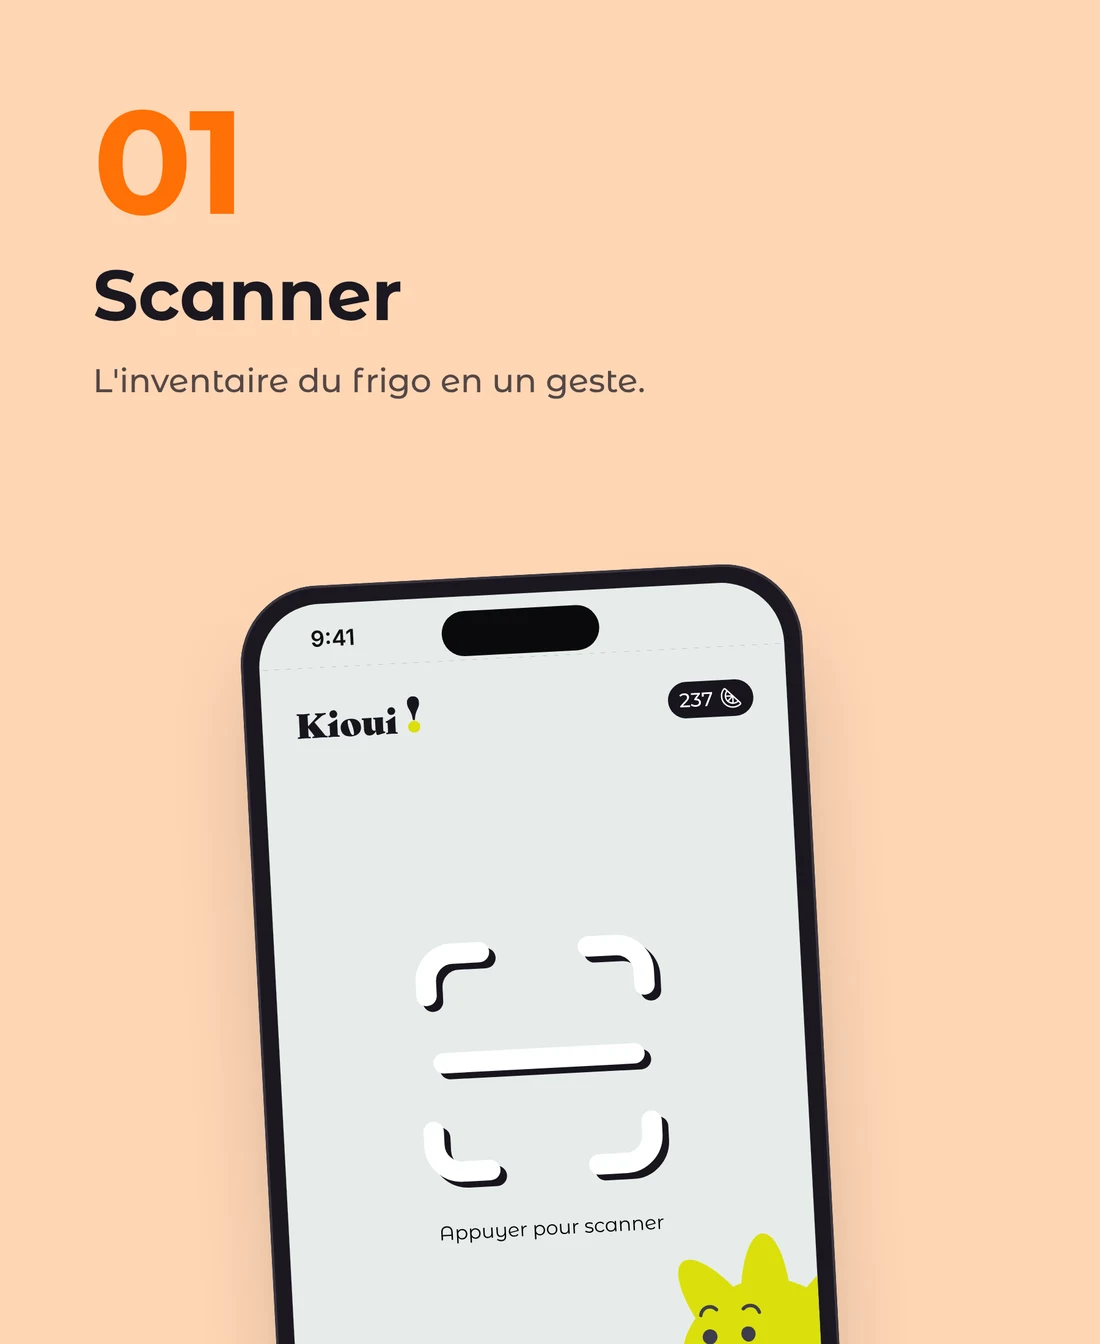 01
Scanner
L'inventaire du frigo en un geste.
9:41
Kioui !
237
Appuyer pour scanner